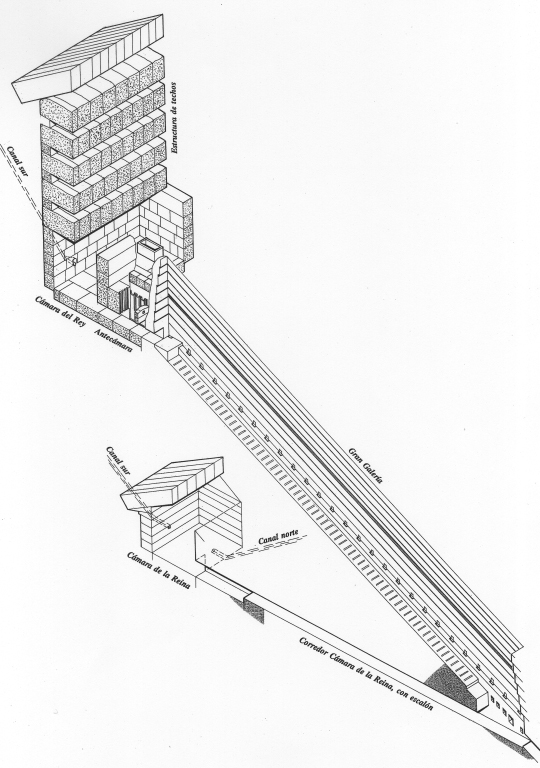 Estructura de techos
Canal sur
Cámara del Rey
Antecámara
Gran Galería
Canal sur
Canal norte
Cámara de la Reina
Corredor Cámara de la Reina, con escalón